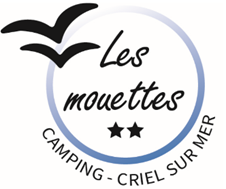 Les
mouettes
★★
CAMPING - CRIEL SUR MER